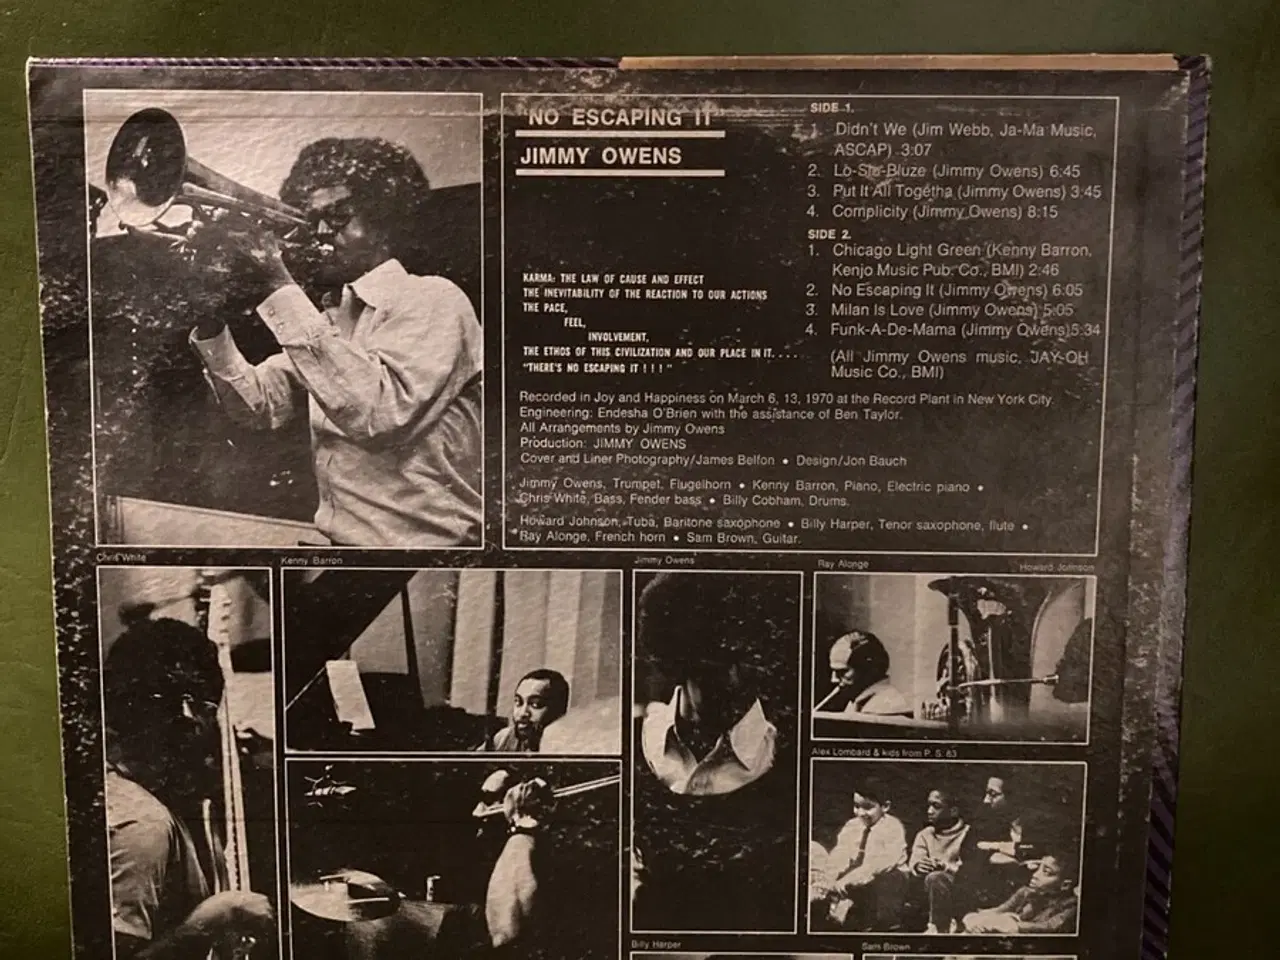 "NO ESCAPING IT"
JIMMY OWENS
KARMA: THE LAW OF CAUSE AND EFFECT
THE INEVITABILITY OF THE REACTION TO OUR ACTIONS
THE PACE,
FEEL,
INVOLVEMENT,
THE ETHOS OF THIS CIVILIZATION AND OUR PLACE IN IT....
"THERE'S NO ESCAPING IT ! ! ! "
SIDE 1.
1. Didn't We (Jim Webb, Ja-Ma Music,
ASCAP) 3:07
2. Lo-Slo-Bluze (Jimmy Owens) 6:45
3. Put It All Togetha (Jimmy Owens) 3:45
4. Complicity (Jimmy Owens) 8:15
SIDE 2.
1. Chicago Light Green (Kenny Barron,
Kenjo Music Pub. Co., BMI) 2:46
2. No Escaping It (Jimmy Owens) 6:05
3. Milan Is Love (Jimmy Owens) 5:05
4. Funk-A-De-Mama (Jimmy Owens)5:34
(All Jimmy Owens music, JAY-OH
Music Co., BMI)
Recorded in Joy and Happiness on March 6, 13, 1970 at the Record Plant in New York City.
Engineering: Endesha O'Brien with the assistance of Ben Taylor.
All Arrangements by Jimmy Owens
Production: JIMMY OWENS
Cover and Liner Photography/James Belfon • Design/Jon Bauch
Jimmy Owens, Trumpet, Flugelhorn • Kenny Barron, Piano, Electric piano •
Chris White, Bass, Fender bass • Billy Cobham, Drums.
Howard Johnson, Tuba, Baritone saxophone • Billy Harper, Tenor saxophone, flute •
Ray Alonge, French horn • Sam Brown, Guitar.
Chris White
Kenny Barron
Jimmy Owens
Ray Alonge
Howard Johnson
Alex Lombard & kids from P. S. 63
Billy Harper
Sam Brown